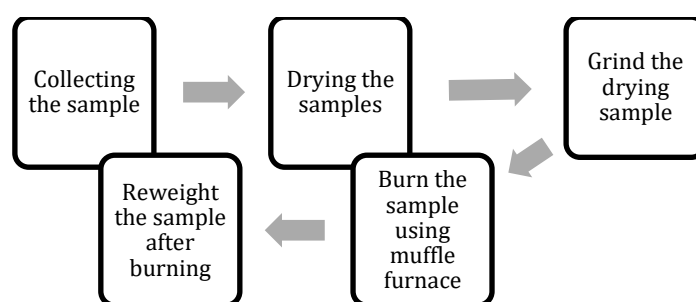 Collecting
the sample
Drying the
samples
Grind the
drying
sample
Burn the
sample
using
muffle
furnace
Reweight
the sample
after
burning